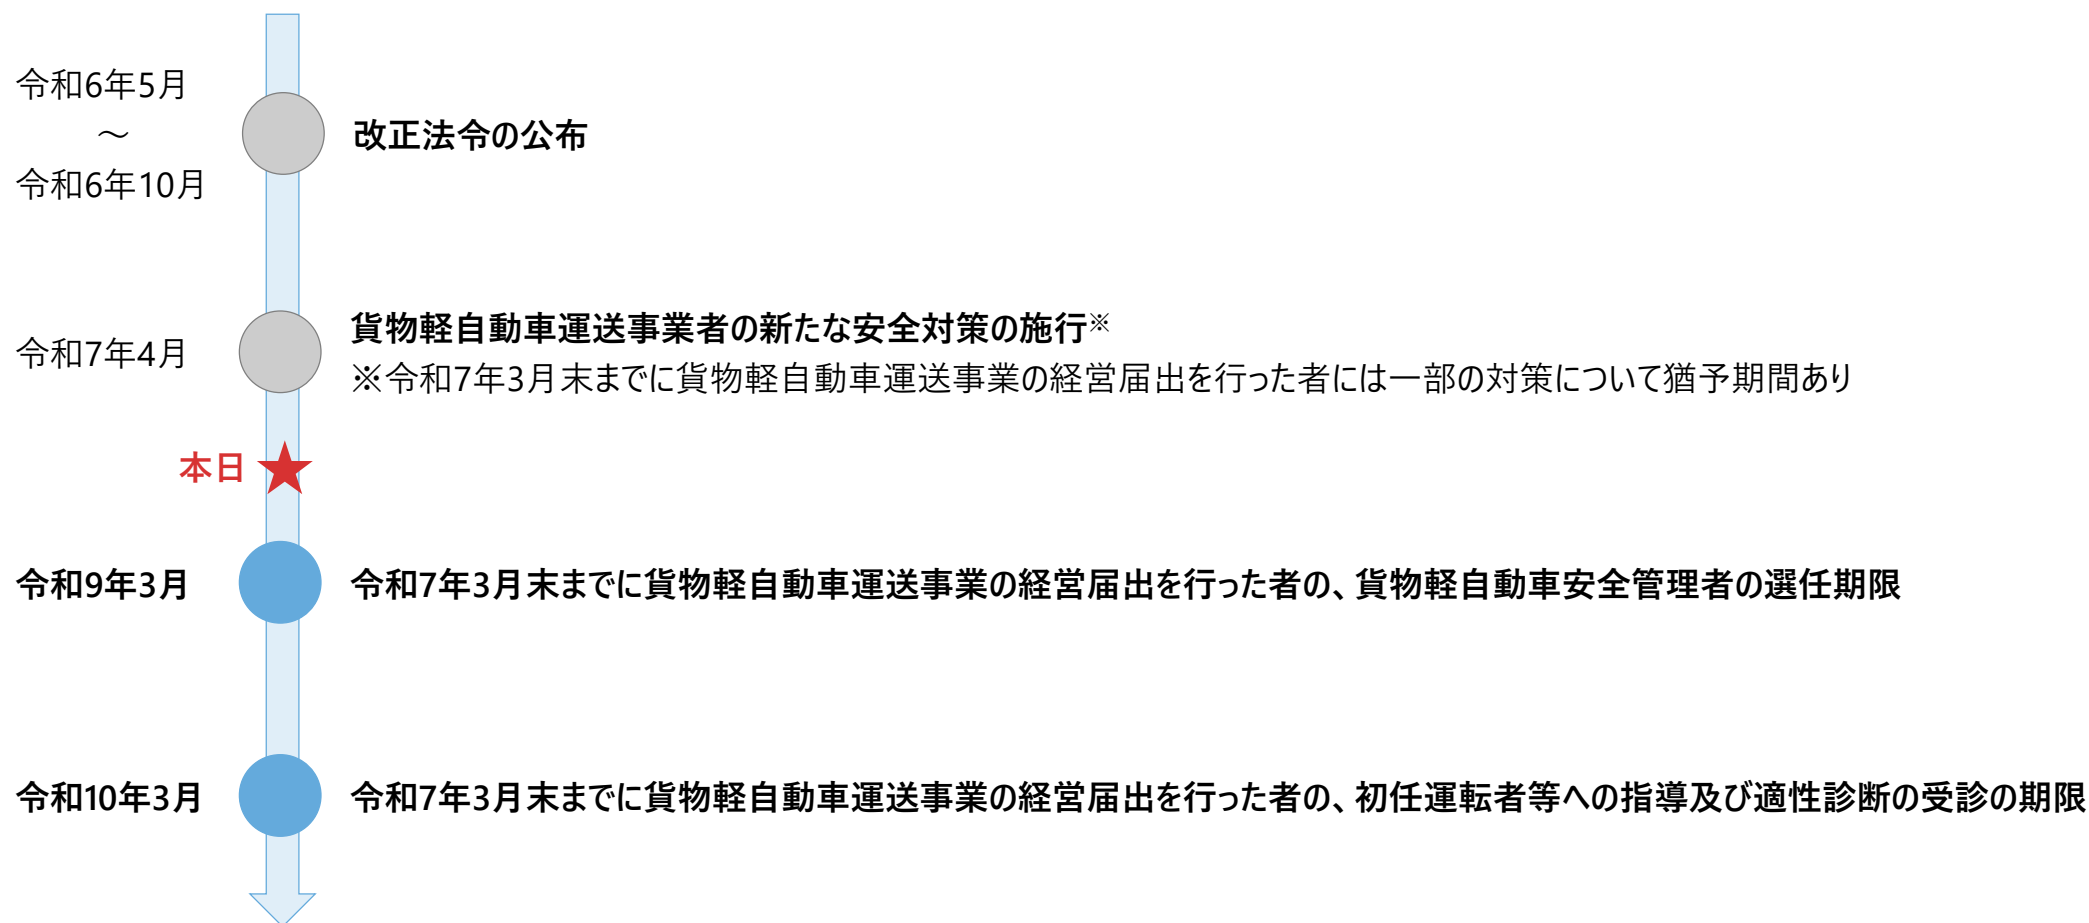 令和6年5月
～
令和6年10月
改正法令の公布
令和7年4月
貨物軽自動車運送事業者の新たな安全対策の施行※
※令和7年3月末までに貨物軽自動車運送事業の経営届出を行った者には一部の対策について猶予期間あり
本日
令和9年3月
令和7年3月末までに貨物軽自動車運送事業の経営届出を行った者の、貨物軽自動車安全管理者の選任期限
令和10年3月
令和7年3月末までに貨物軽自動車運送事業の経営届出を行った者の、初任運転者等への指導及び適性診断の受診の期限